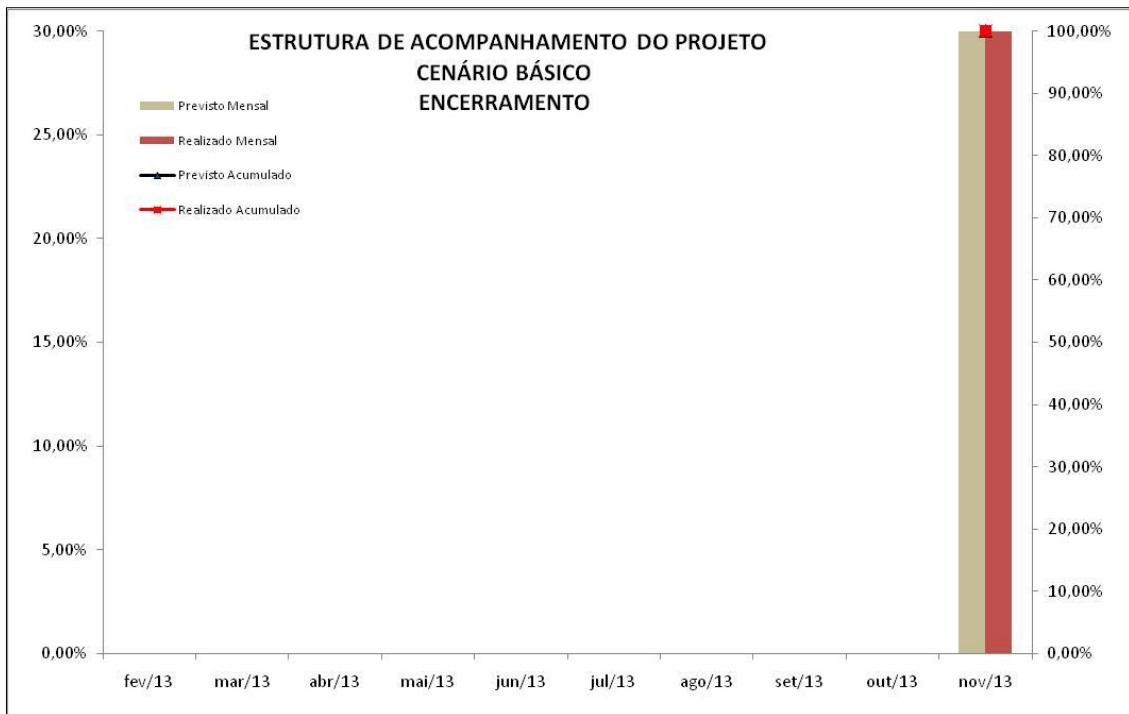 ESTRUTURA DE ACOMPANHAMENTO DO PROJETO
CENÁRIO BÁSICO
ENCERRAMENTO
Previsto Mensal
Realizado Mensal
Previsto Acumulado
Realizado Acumulado
30,00%
25,00%
20,00%
15,00%
10,00%
5,00%
0,00%
100,00%
90,00%
80,00%
70,00%
60,00%
50,00%
40,00%
30,00%
20,00%
10,00%
0,00%
fev/13 mar/13 abr/13 mai/13 jun/13 jul/13 ago/13 set/13 out/13 nov/13